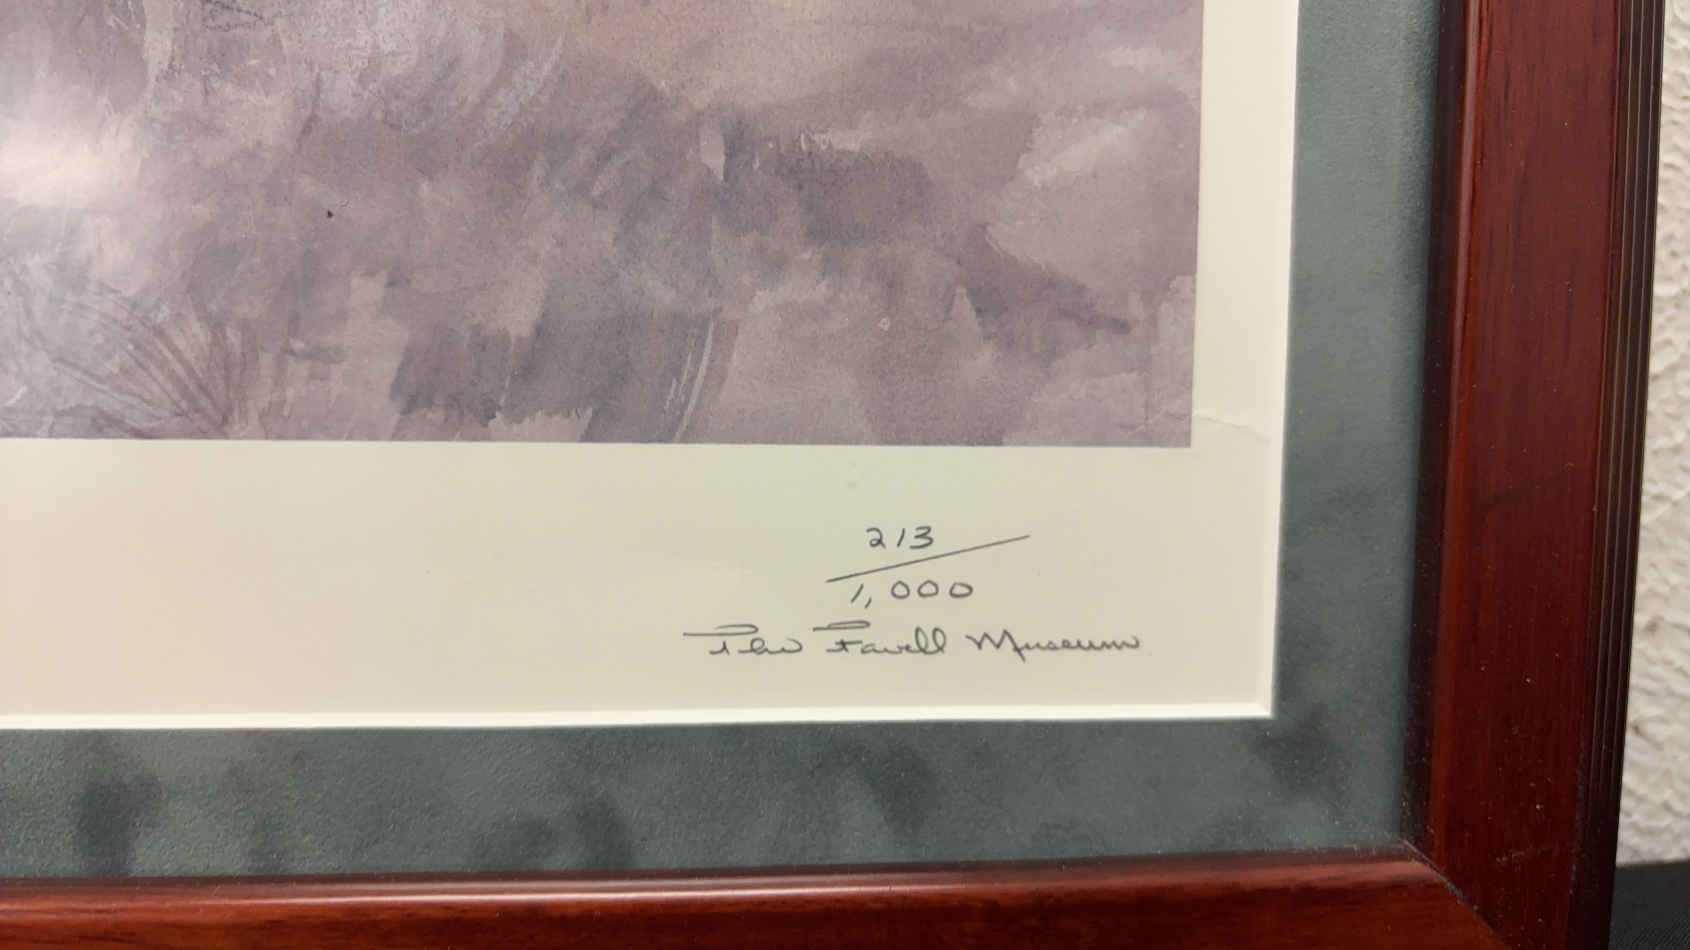 213
1,000
The Favell Museum